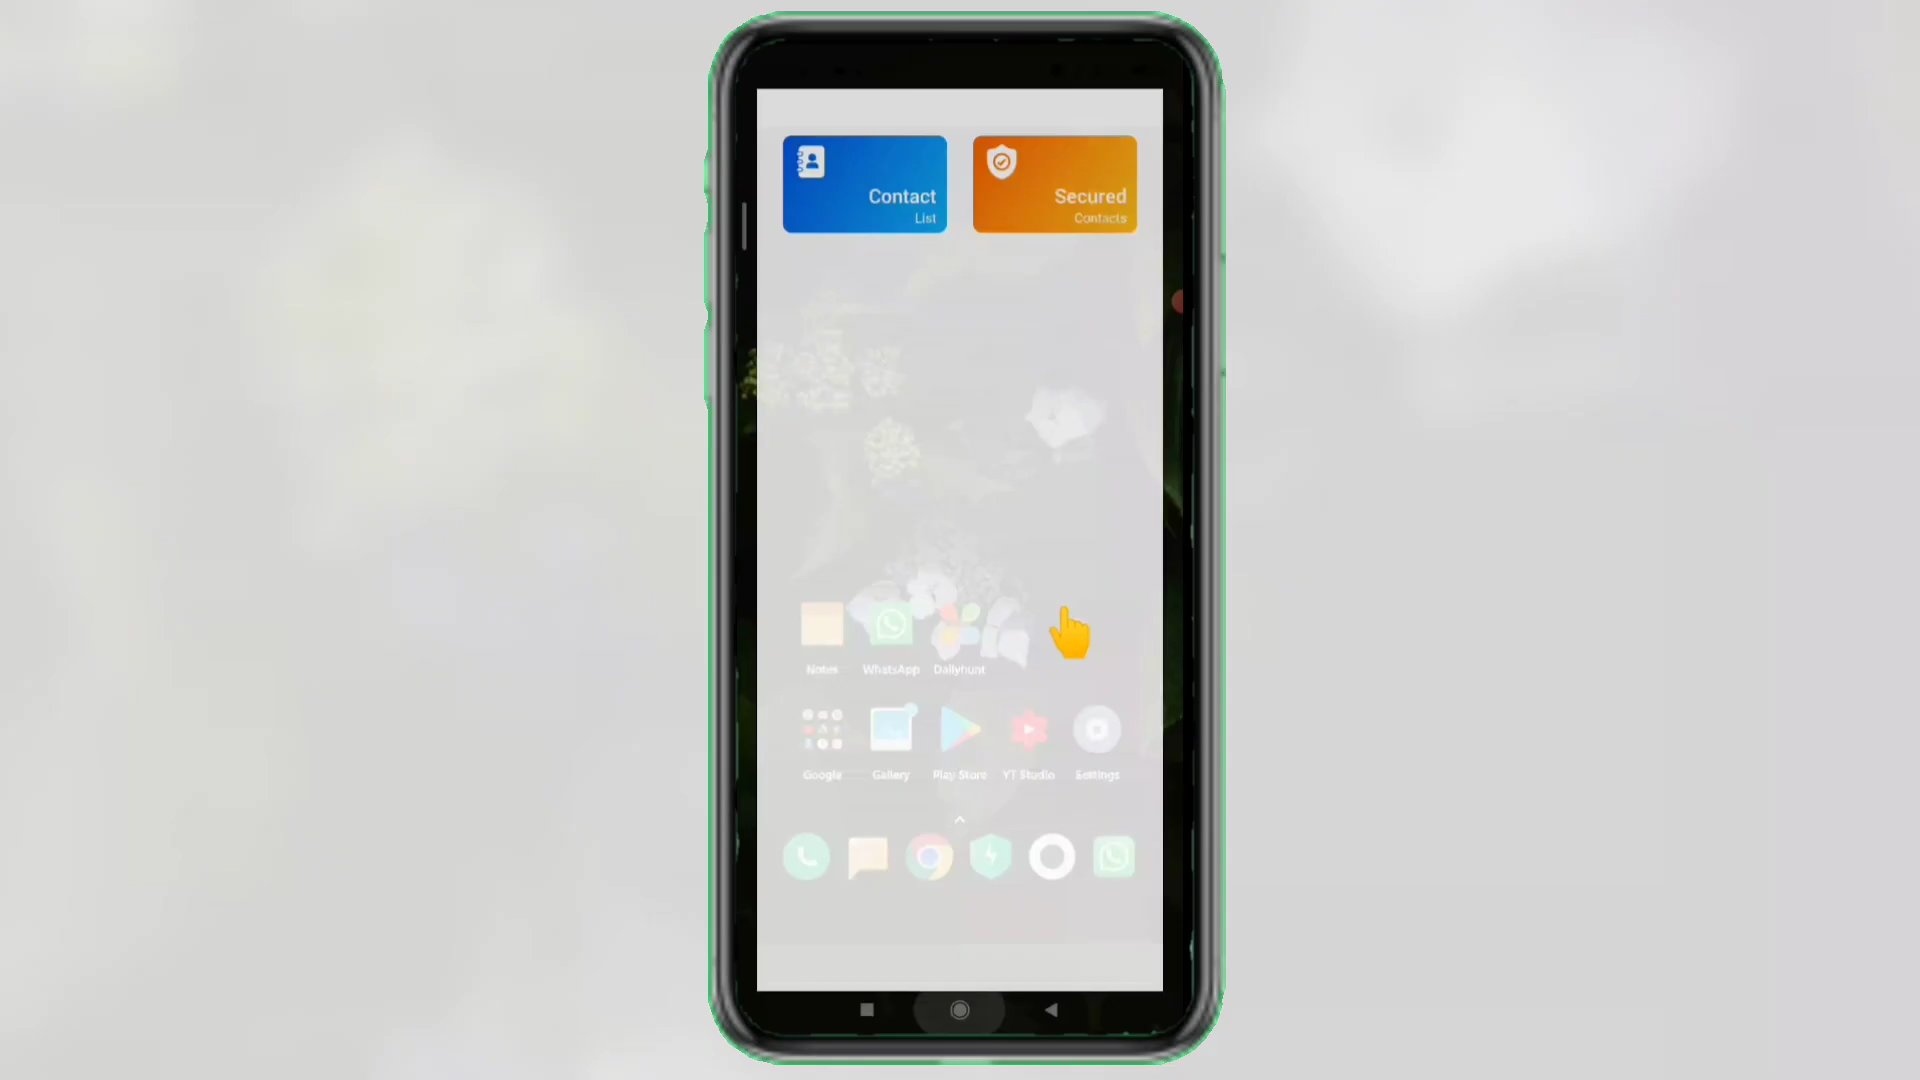 Contact
List
Secured
Contacts
Notes WhatsApp Dailyhunt
Google Gallery Play Store YT Studio Settings